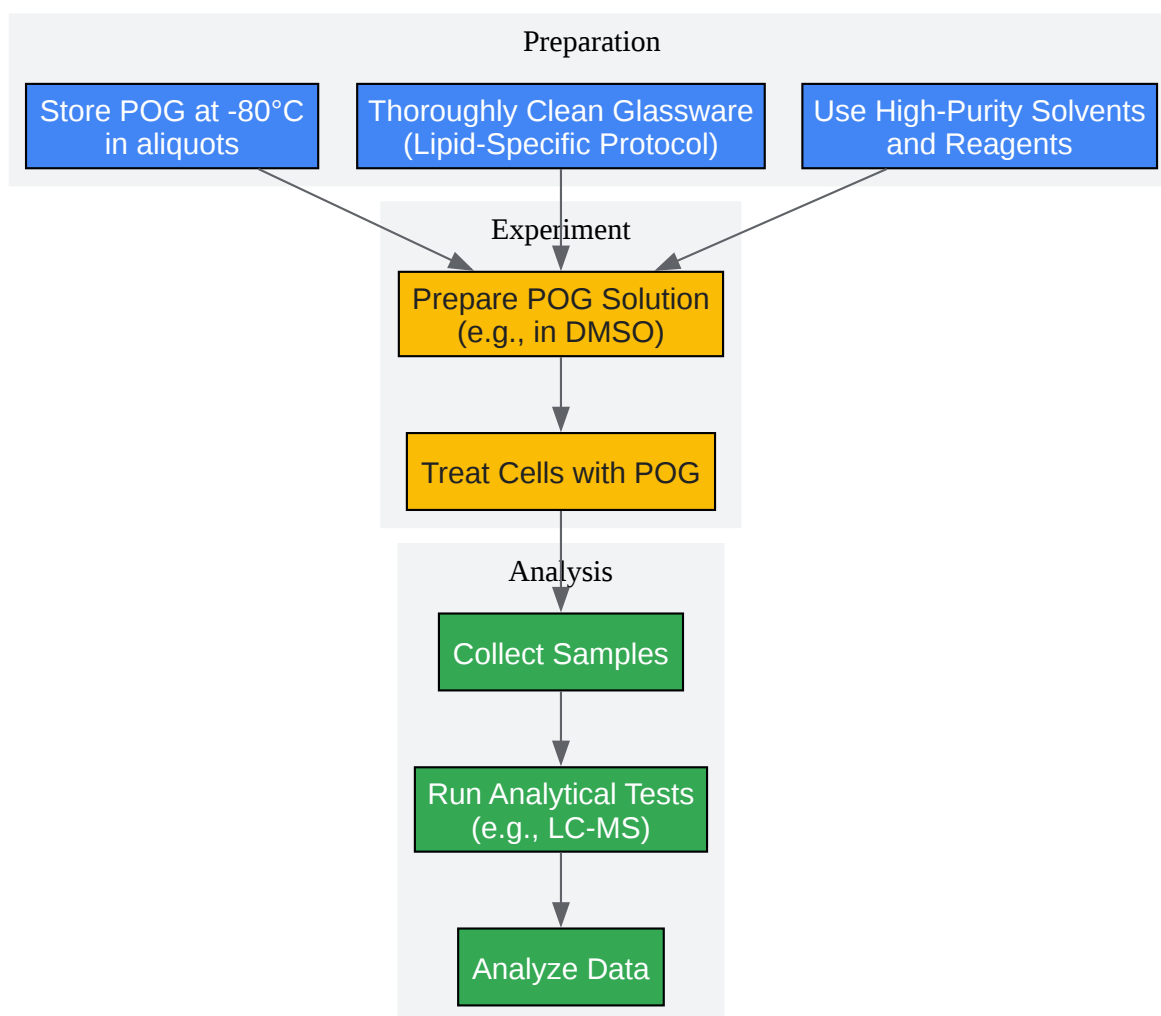 Preparation
Store POG at -80°C
in aliquots
Thoroughly Clean Glassware
(Lipid-Specific Protocol)
Use High-Purity Solvents
and Reagents
Experiment
Prepare POG Solution
(e.g., in DMSO)
Treat Cells with POG
Analysis
Collect Samples
Run Analytical Tests
(e.g., LC-MS)
Analyze Data